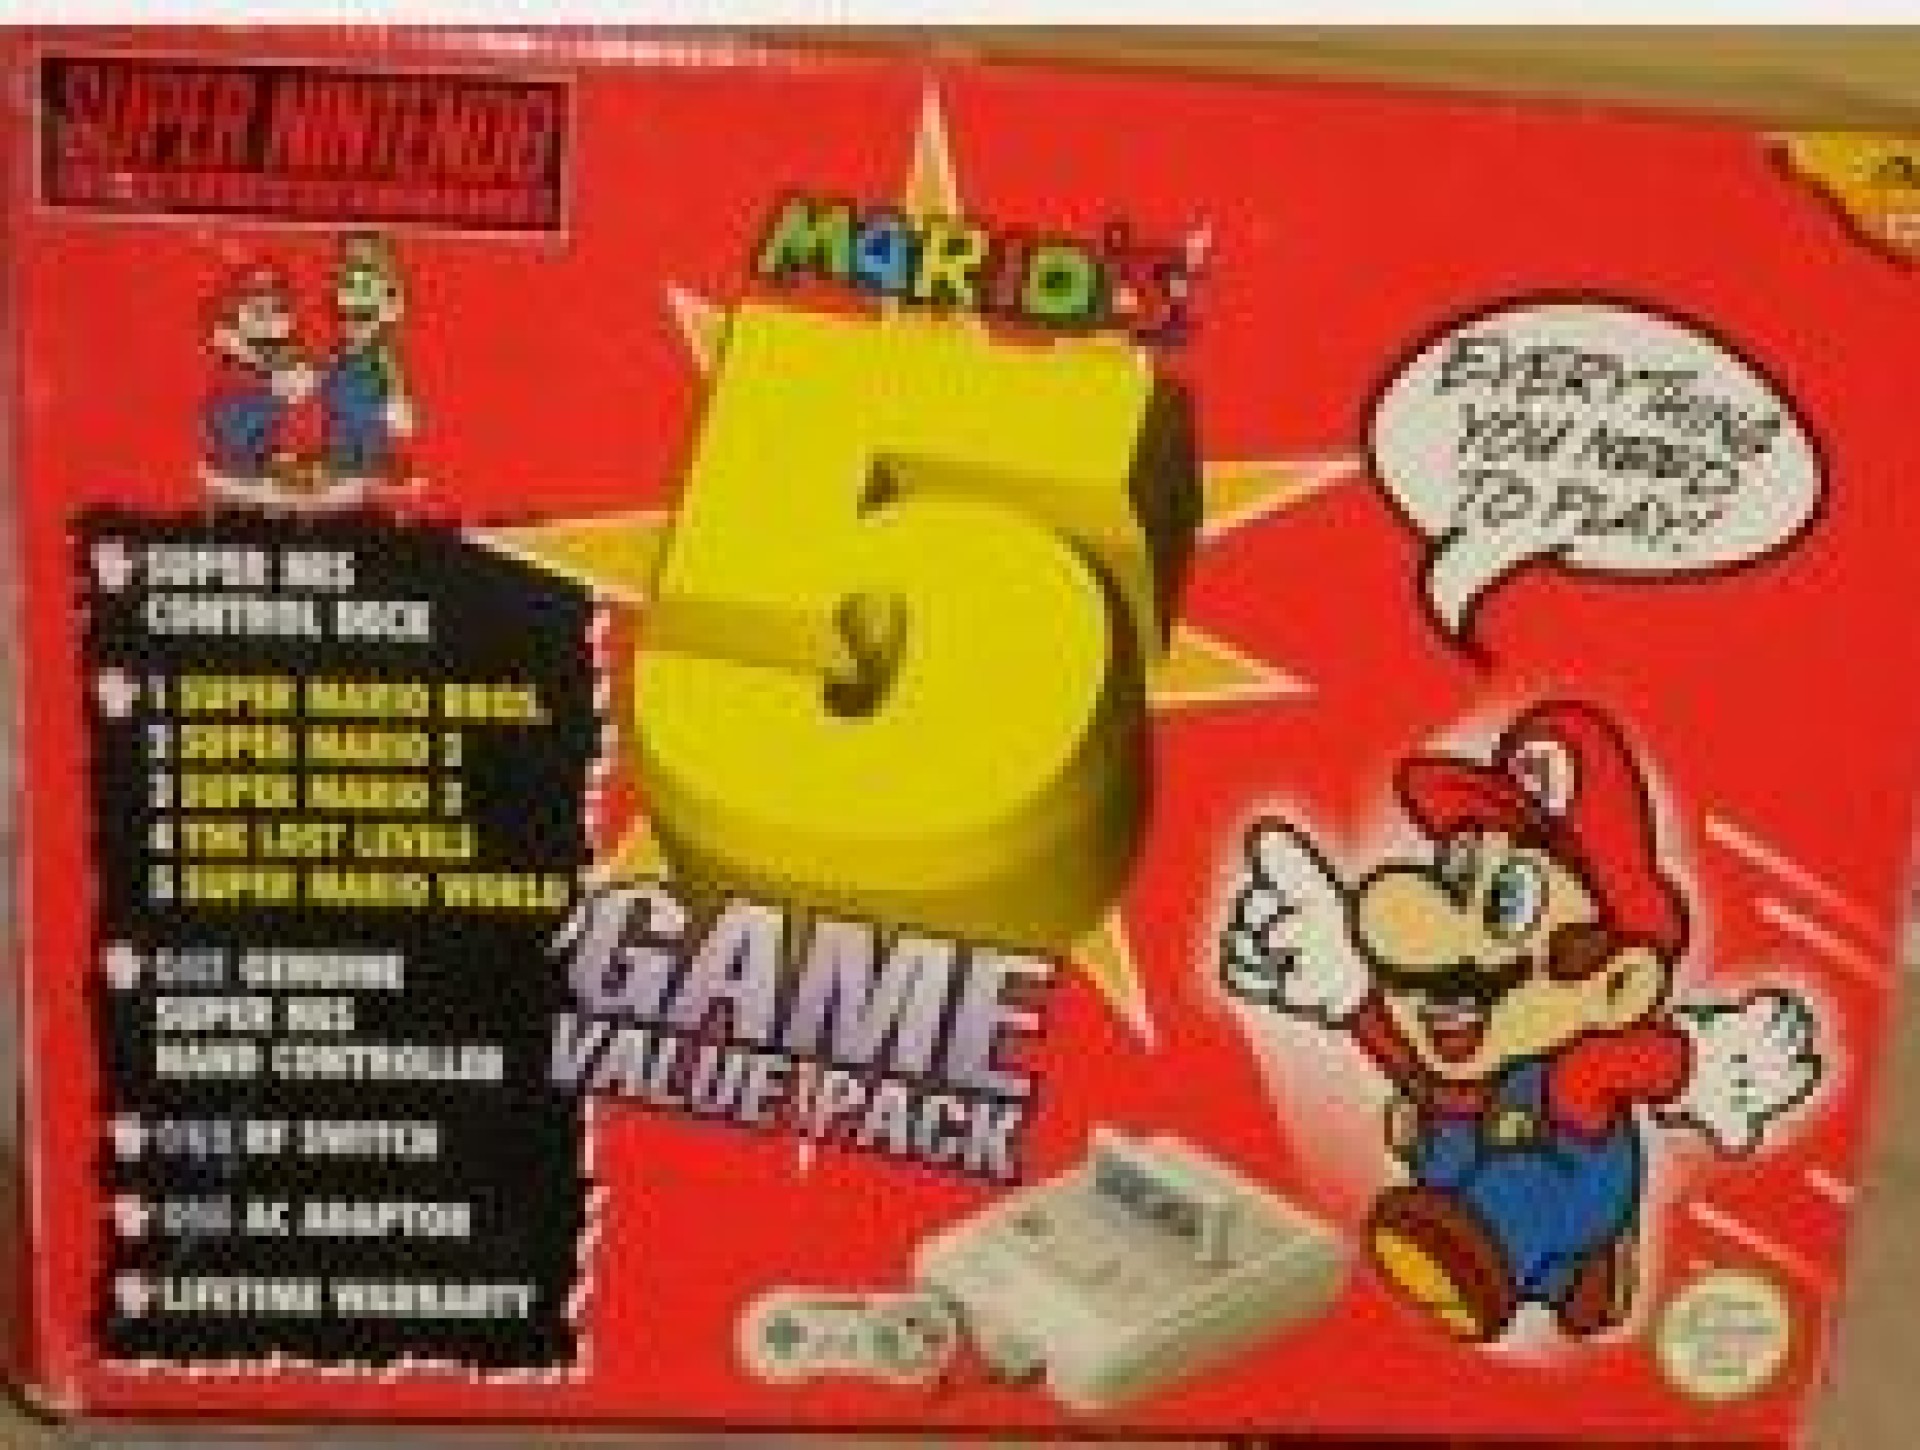 SUPER NINTENDO
MARIO'S
5
GAME
VALUE PACK
EVERYTHING
YOU NEED
TO PLAY!
SUPER NES
CONTROL DECK
1 SUPER MARIO BROS.
2 SUPER MARIO 2
3 SUPER MARIO 3
4 THE LOST LEVELS
5 SUPER MARIO WORLD
GENUINE
SUPER NES
HAND CONTROLLER
ONE RF SWITCH
ONE AC ADAPTOR
LIFETIME WARRANTY